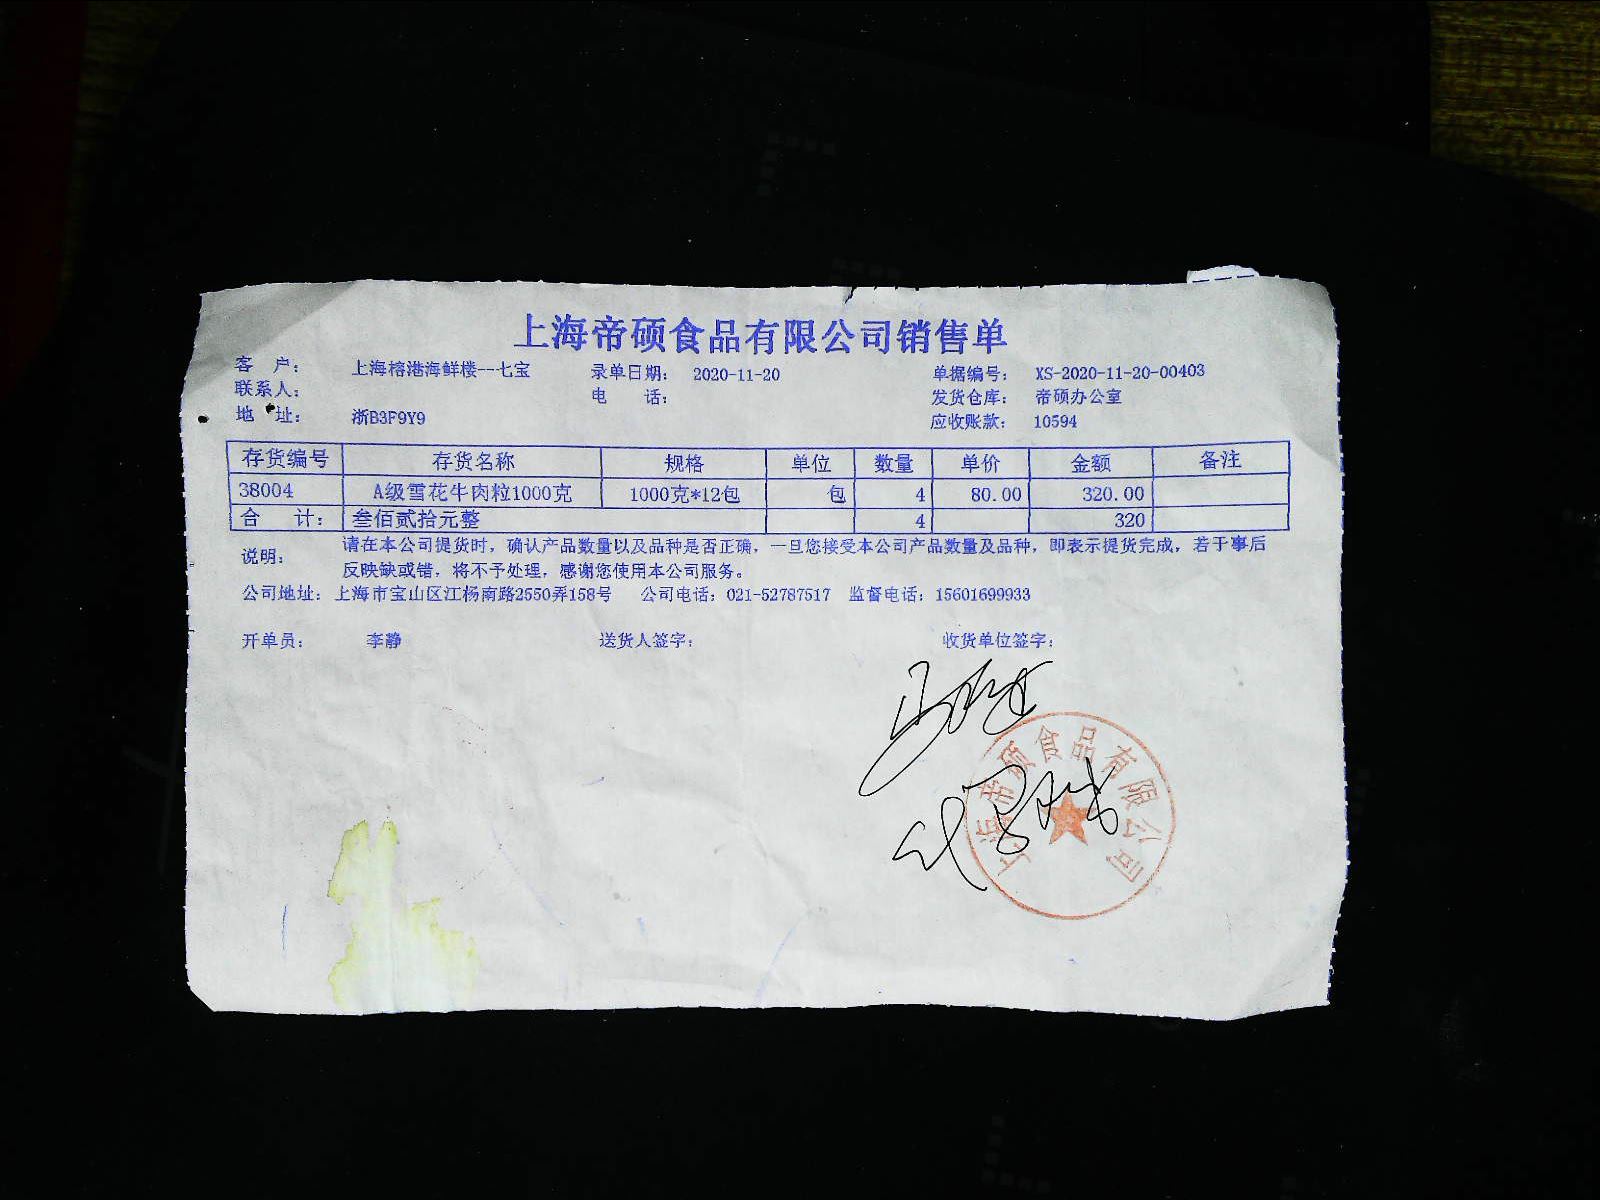 上海帝硕食品有限公司销售单
客 户： 上海榕港海鲜楼--七宝 录单日期： 2020-11-20 单据编号： XS-2020-11-20-00403
联系人： 电 话： 发货仓库： 帝硕办公室
地 址： 浙B3F9Y9 应收账款： 10594
存货编号 存货名称 规格 单位 数量 单价 金额 备注
38004 A级雪花牛肉粒1000克 1000克*12包 包 4 80.00 320.00
合 计： 叁佰贰拾元整 4 320
说明： 请在本公司提货时，确认产品数量以及品种是否正确，一旦您接受本公司产品数量及品种，即表示提货完成，若于事后
反映缺或错，将不予处理，感谢您使用本公司服务。
公司地址：上海市宝山区江杨南路2550弄158号 公司电话：021-52787517 监督电话：15601699933
开单员： 李静 送货人签字： 收货单位签字：
上海帝硕食品有限公司